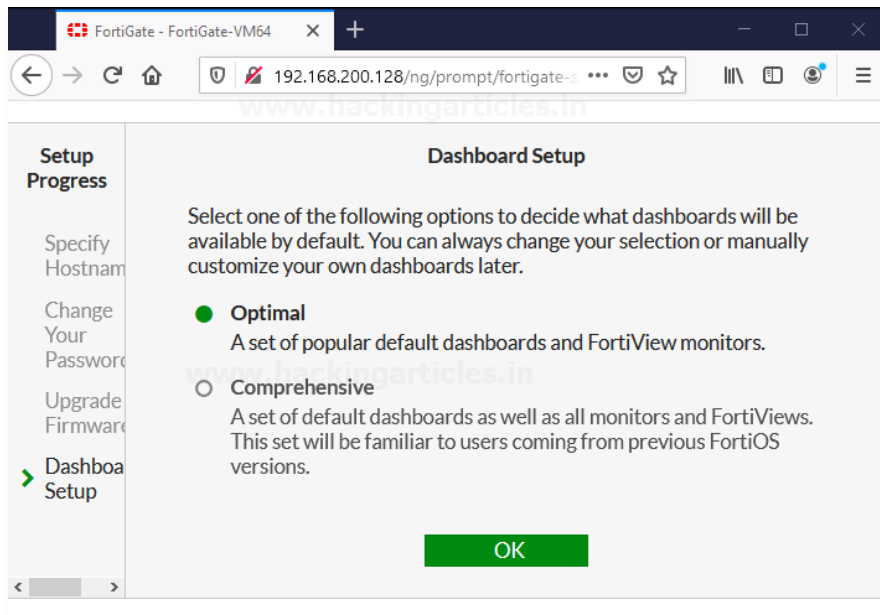 FortiGate - FortiGate-VM64
192.168.200.128/ng/prompt/fortigate-s
www.hackingarticles.in
Setup
Progress
Specify
Hostnam
Change
Your
Password
Upgrade
Firmware
Dashboa
Setup
Dashboard Setup
Select one of the following options to decide what dashboards will be
available by default. You can always change your selection or manually
customize your own dashboards later.
Optimal
A set of popular default dashboards and FortiView monitors.
www.hackingarticles.in
Comprehensive
A set of default dashboards as well as all monitors and FortiViews.
This set will be familiar to users coming from previous FortiOS
versions.
OK